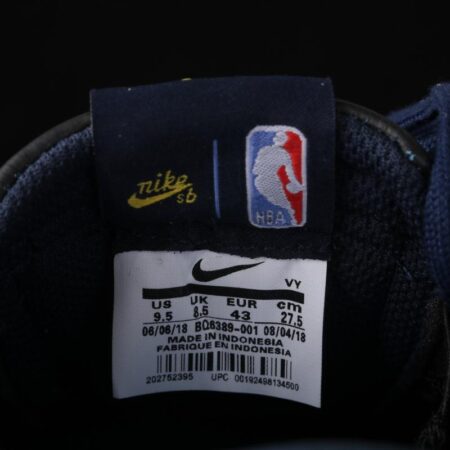 nike
sb
NBA
VY
US UK EUR cm
9.5 8.5 43 27.5
06/06/18 BQ6389-001 08/04/18
MADE IN INDONESIA
FABRIQUE EN INDONESIA
202752395 UPC 00192498134500